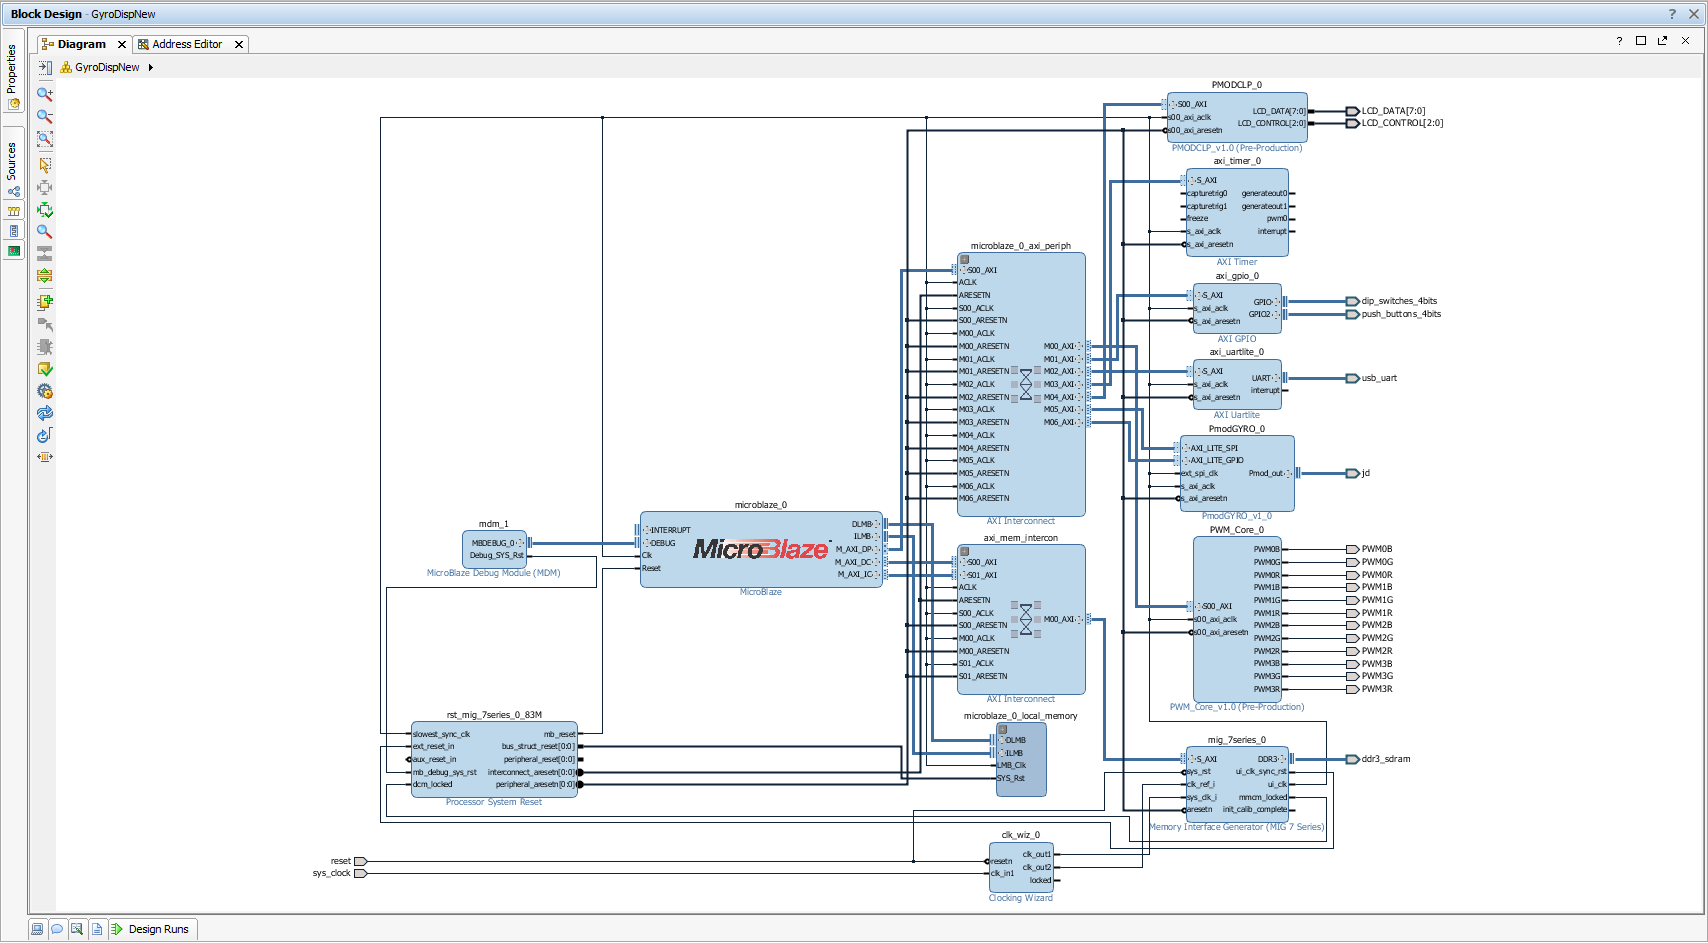 Block Design - GyroDispNew
Properties
Sources
Diagram
Address Editor
GyroDispNew
PMODCLP_0
S00_AXI
s00_axi_aclk
s00_axi_aresetn
LCD_DATA[7:0]
LCD_CONTROL[2:0]
PMODCLP_v1.0 (Pre-Production)
LCD_DATA[7:0]
LCD_CONTROL[2:0]
axi_timer_0
S_AXI
capturetrig0
capturetrig1
freeze
s_axi_aclk
s_axi_aresetn
generateout0
generateout1
pwm0
interrupt
AXI Timer
axi_gpio_0
S_AXI
s_axi_aclk
s_axi_aresetn
GPIO
GPIO2
AXI GPIO
dip_switches_4bits
push_buttons_4bits
axi_uartlite_0
S_AXI
s_axi_aclk
s_axi_aresetn
UART
interrupt
AXI Uartlite
usb_uart
PmodGYRO_0
AXI_LITE_SPI
AXI_LITE_GPIO
ext_spi_clk
s_axi_aclk
s_axi_aresetn
Pmod_out
PmodGYRO_v1_0
jd
PWM_Core_0
S00_AXI
s00_axi_aclk
s00_axi_aresetn
PWM0B
PWM0G
PWM0R
PWM1B
PWM1G
PWM1R
PWM2B
PWM2G
PWM2R
PWM3B
PWM3G
PWM3R
PWM_Core_v1.0 (Pre-Production)
PWM0B
PWM0G
PWM0R
PWM1B
PWM1G
PWM1R
PWM2B
PWM2G
PWM2R
PWM3B
PWM3G
PWM3R
microblaze_0_axi_periph
S00_AXI
ACLK
ARESETN
S00_ACLK
S00_ARESETN
M00_ACLK
M00_ARESETN
M01_ACLK
M01_ARESETN
M02_ACLK
M02_ARESETN
M03_ACLK
M03_ARESETN
M04_ACLK
M04_ARESETN
M05_ACLK
M05_ARESETN
M06_ACLK
M06_ARESETN
M00_AXI
M01_AXI
M02_AXI
M03_AXI
M04_AXI
M05_AXI
M06_AXI
AXI Interconnect
mdm_1
MBDEBUG_0
Debug_SYS_Rst
MicroBlaze Debug Module (MDM)
microblaze_0
INTERRUPT
DEBUG
Clk
Reset
MicroBlaze
DLMB
ILMB
M_AXI_DP
M_AXI_DC
M_AXI_IC
MicroBlaze
axi_mem_intercon
S00_AXI
S01_AXI
ACLK
ARESETN
S00_ACLK
S00_ARESETN
M00_ACLK
M00_ARESETN
S01_ACLK
S01_ARESETN
M00_AXI
AXI Interconnect
microblaze_0_local_memory
DLMB
ILMB
LMB_Clk
SYS_Rst
rst_mig_7series_0_83M
slowest_sync_clk
ext_reset_in
aux_reset_in
mb_debug_sys_rst
dcm_locked
mb_reset
bus_struct_reset[0:0]
peripheral_reset[0:0]
interconnect_aresetn[0:0]
peripheral_aresetn[0:0]
Processor System Reset
mig_7series_0
S_AXI
sys_rst
clk_ref_i
sys_clk_i
aresetn
DDR3
ui_clk_sync_rst
ui_clk
mmcm_locked
init_calib_complete
Memory Interface Generator (MIG 7 Series)
ddr3_sdram
clk_wiz_0
resetn
clk_in1
clk_out1
clk_out2
locked
Clocking Wizard
reset
sys_clock
Design Runs